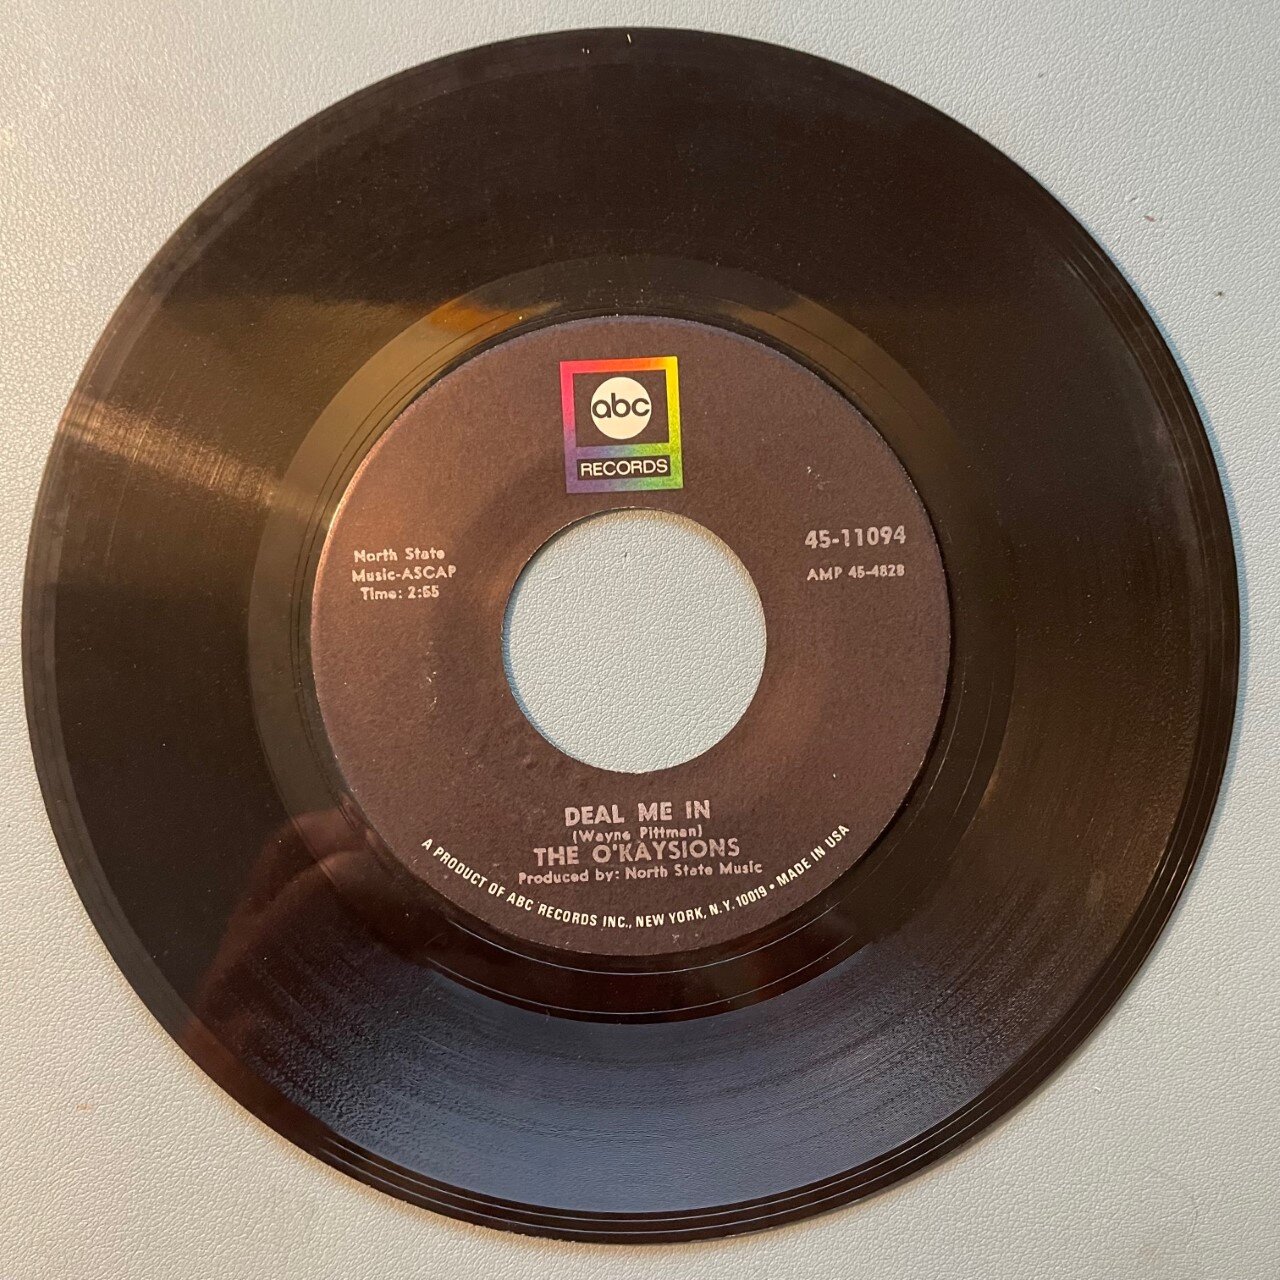 abc
RECORDS
North State
Music-ASCAP
Time: 2:55
45-11094
AMP 45-4828
DEAL ME IN
(Wayne Pittman)
THE O'KAYSIONS
Produced by: North State Music
A PRODUCT OF ABC RECORDS INC., NEW YORK, N.Y. 10019 • MADE IN USA